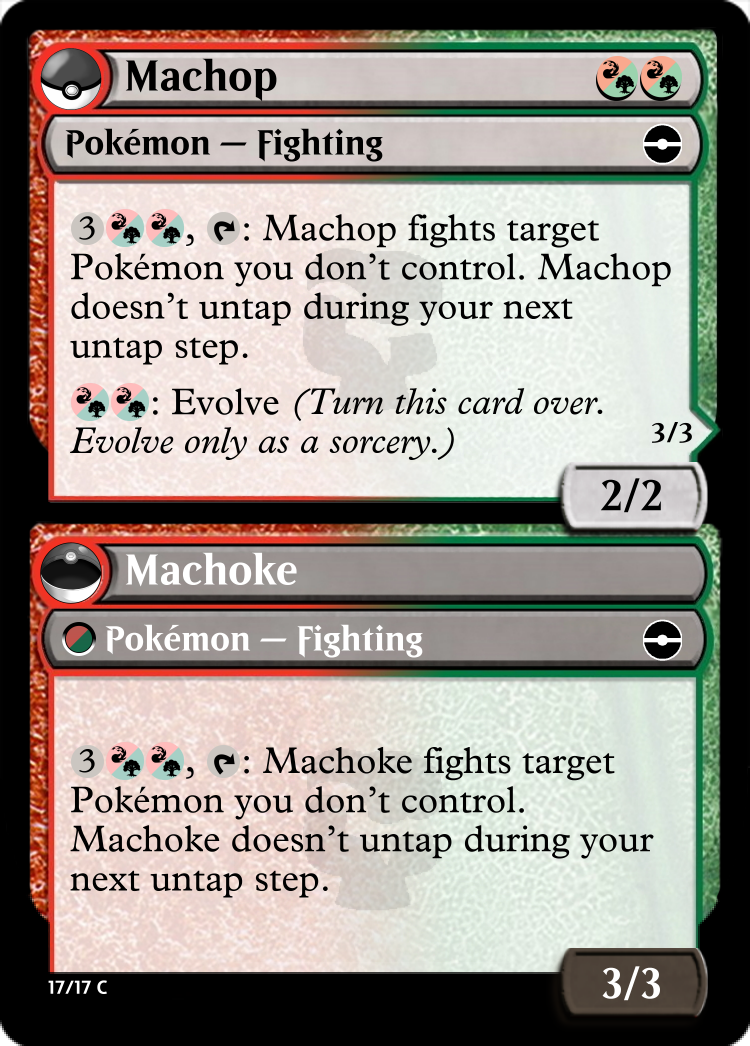 Machop
Pokémon — Fighting
3, : Machop fights target
Pokémon you don't control. Machop
doesn't untap during your next
untap step.
: Evolve (Turn this card over.
Evolve only as a sorcery.)
3/3
2/2
Machoke
Pokémon — Fighting
3, : Machoke fights target
Pokémon you don't control.
Machoke doesn't untap during your
next untap step.
17/17 C
3/3